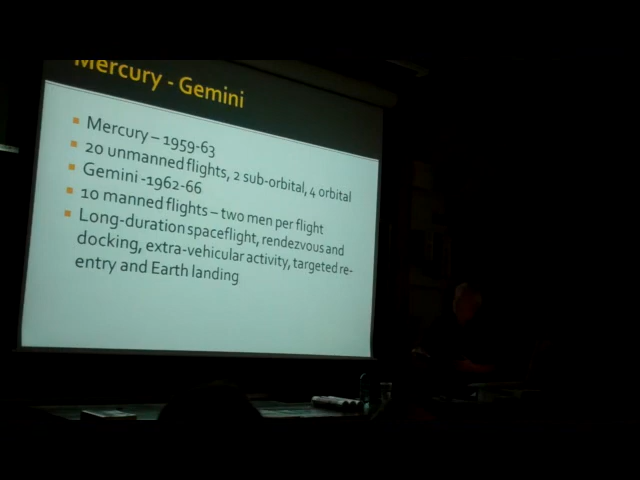 Mercury - Gemini
Mercury – 1959-63
20 unmanned flights, 2 sub-orbital, 4 orbital
Gemini -1962-66
10 manned flights – two men per flight
Long-duration spaceflight, rendezvous and
docking, extra-vehicular activity, targeted re-
entry and Earth landing